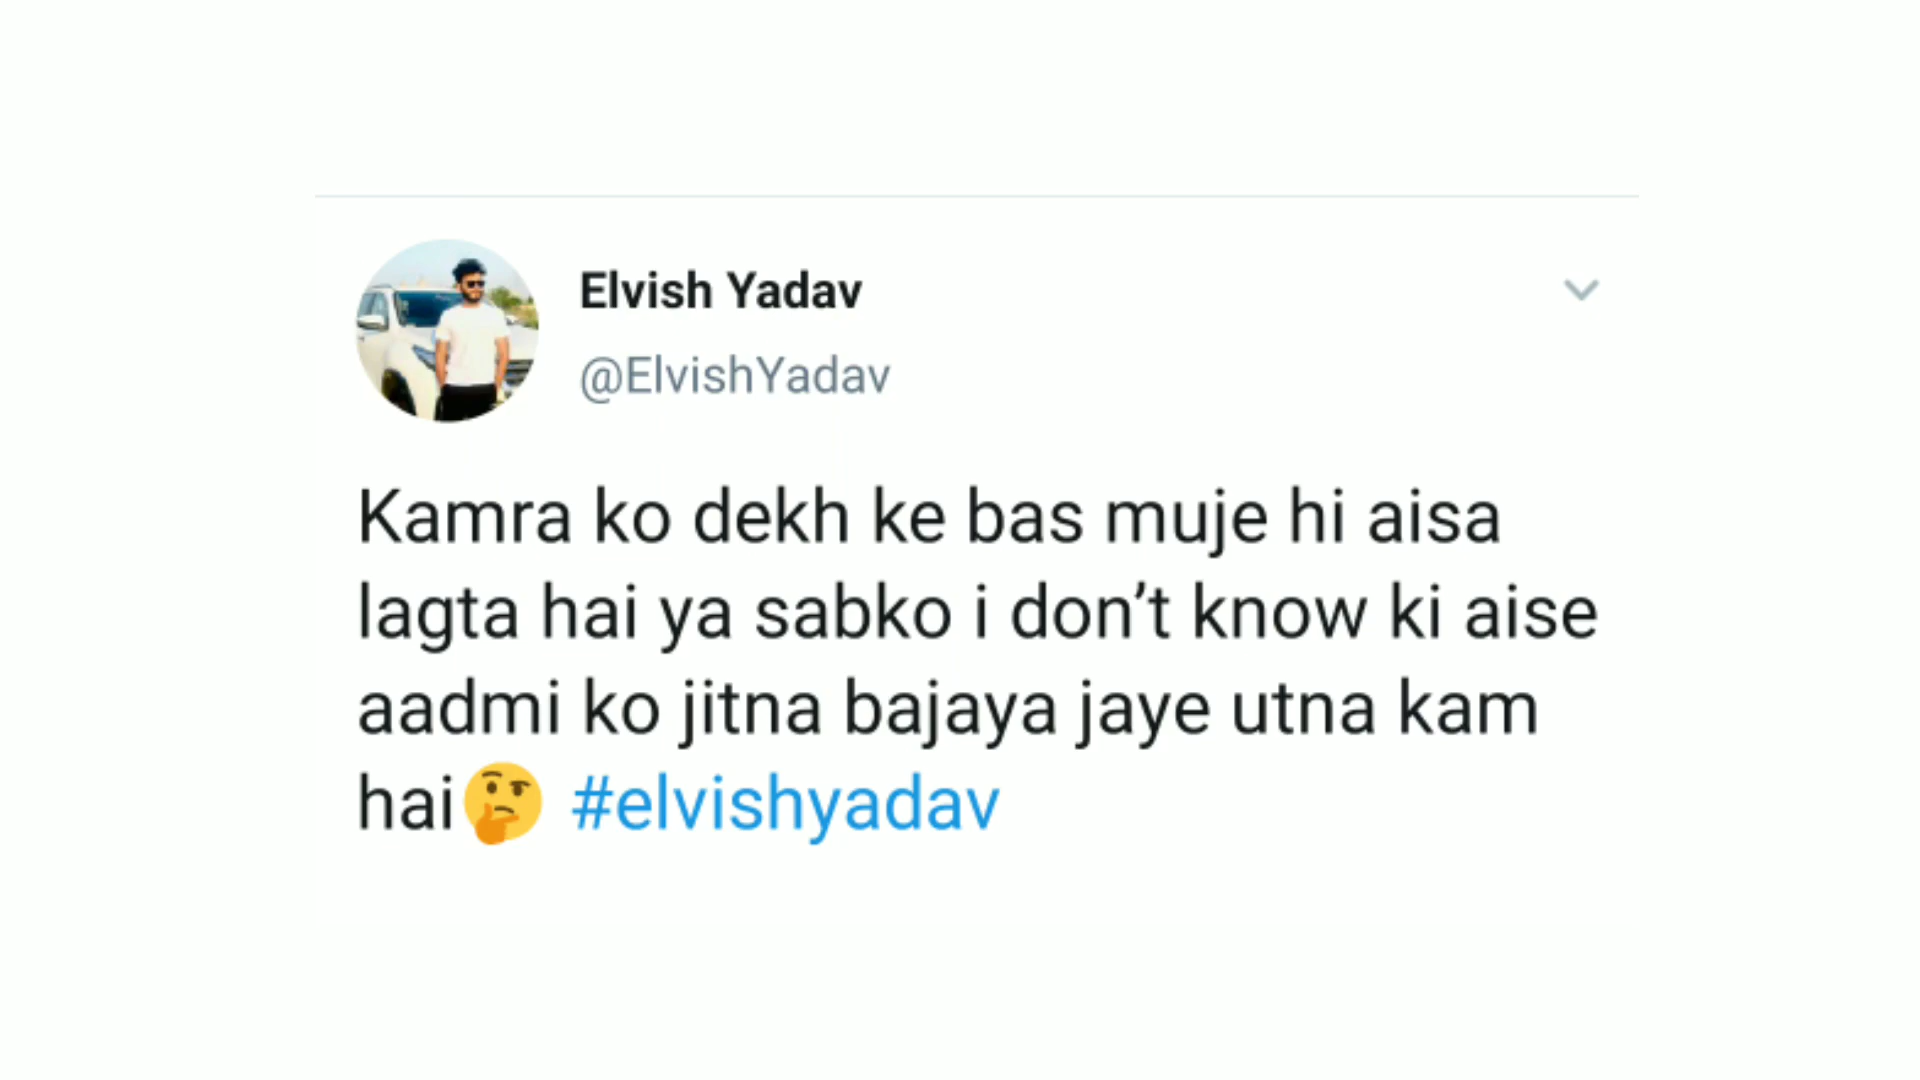 Elvish Yadav
@ElvishYadav
Kamra ko dekh ke bas muje hi aisa
lagta hai ya sabko i don’t know ki aise
aadmi ko jitna bajaya jaye utna kam
hai🤔 #elvishyadav